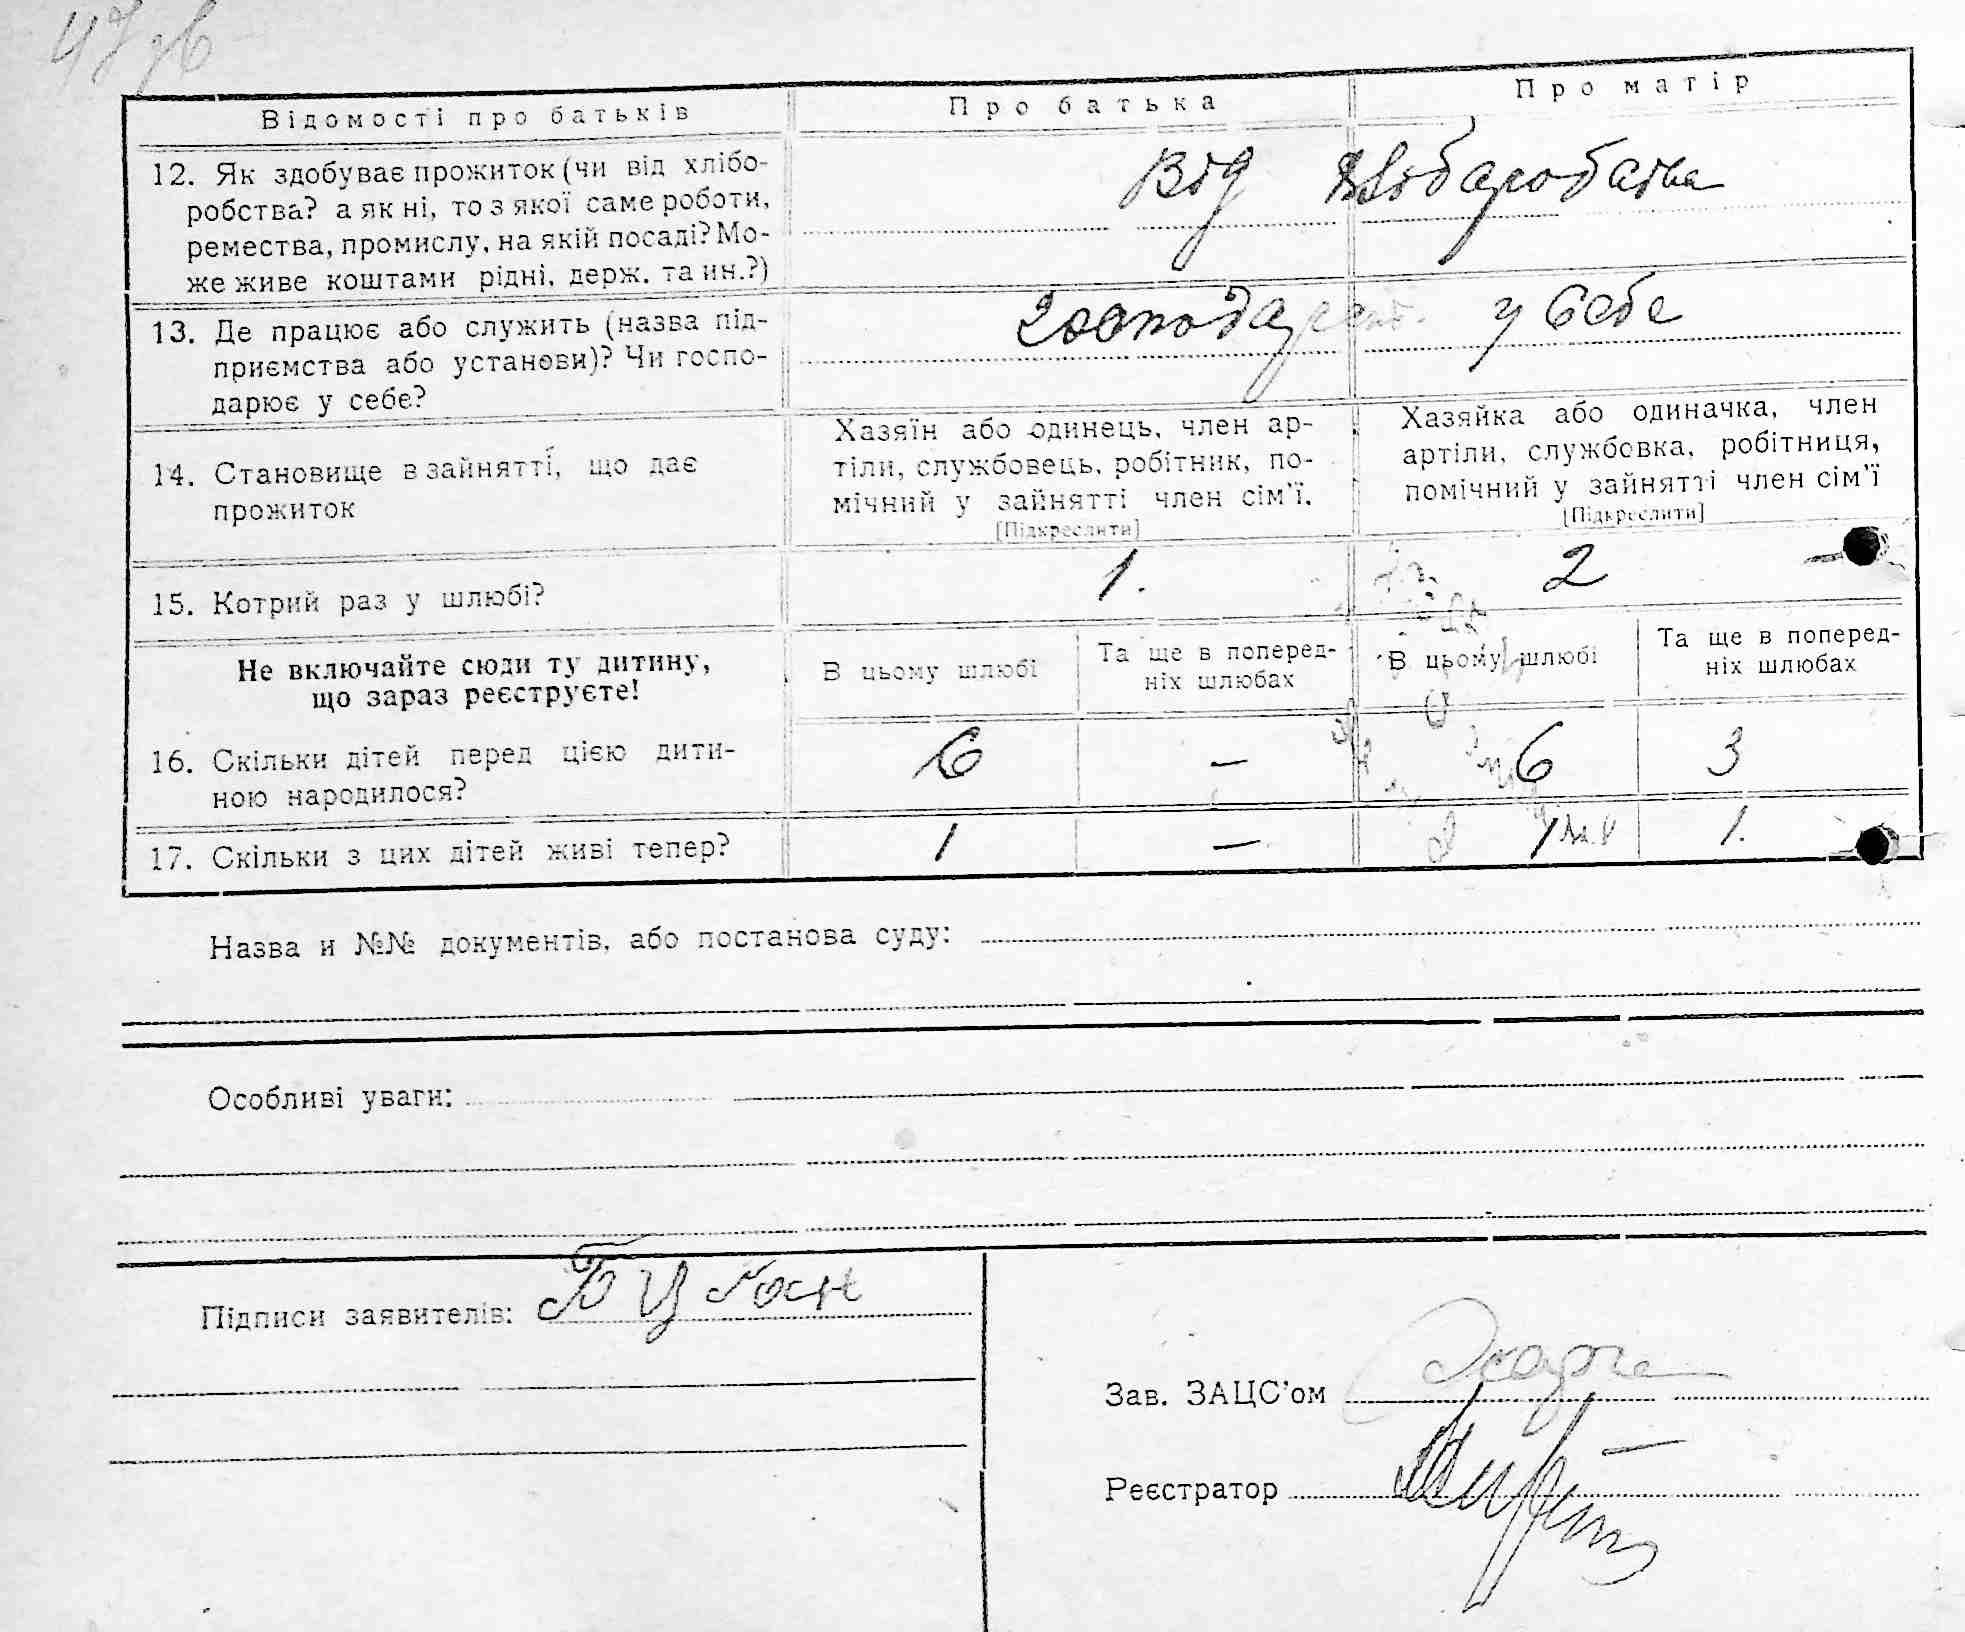 47зв
Відомості про батьків Про батька Про матір
12. Як здобуває прожиток (чи від хлібо-
робства? а як ні, то з якої саме роботи,
ремества, промислу, на якій посаді? Мо-
же живе коштами рідні, держ. та ин.?)
Від хліборобства
13. Де працює або служить (назва під-
приємства або установи)? Чи госпо-
дарює у себе?
у себе
14. Становище в зайнятті, що дає
прожиток
Хазяїн або одинець, член ар-
тіли, службовець, робітник, по-
мічний у зайнятті член сім'ї.
[Підкреслити]
Хазяйка або одиначка, член
артіли, службовка, робітниця,
помічний у зайнятті член сім'ї
[Підкреслити]
15. Котрий раз у шлюбі? 1. 2
Не включайте сюди ту дитину,
що зараз реєструєте!
В цьому шлюбі
Та ще в поперед-
ніх шлюбах
В цьому шлюбі
Та ще в поперед-
ніх шлюбах
16. Скільки дітей перед цією дити-
ною народилося?
6 – 6 3
17. Скільки з цих дітей живі тепер? 1 – 1 1.
Назва и №№ документів, або постанова суду:
Особливі уваги:
Підписи заявителів:
Зав. ЗАЦС'ом
Реєстратор